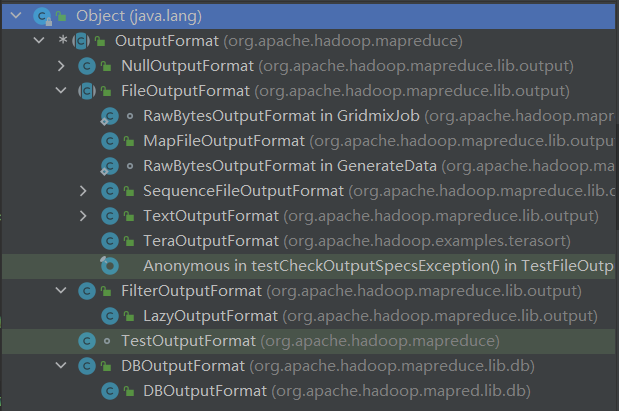 Object (java.lang)
* OutputFormat (org.apache.hadoop.mapreduce)
NullOutputFormat (org.apache.hadoop.mapreduce.lib.output)
FileOutputFormat (org.apache.hadoop.mapreduce.lib.output)
RawBytesOutputFormat in GridmixJob (org.apache.hadoop.mapr
MapFileOutputFormat (org.apache.hadoop.mapreduce.lib.outpu
RawBytesOutputFormat in GenerateData (org.apache.hadoop.ma
SequenceFileOutputFormat (org.apache.hadoop.mapreduce.lib.o
TextOutputFormat (org.apache.hadoop.mapreduce.lib.output)
TeraOutputFormat (org.apache.hadoop.examples.terasort)
Anonymous in testCheckOutputSpecsException() in TestFileOutp
FilterOutputFormat (org.apache.hadoop.mapreduce.lib.output)
LazyOutputFormat (org.apache.hadoop.mapreduce.lib.output)
TestOutputFormat (org.apache.hadoop.mapreduce)
DBOutputFormat (org.apache.hadoop.mapreduce.lib.db)
DBOutputFormat (org.apache.hadoop.mapred.lib.db)